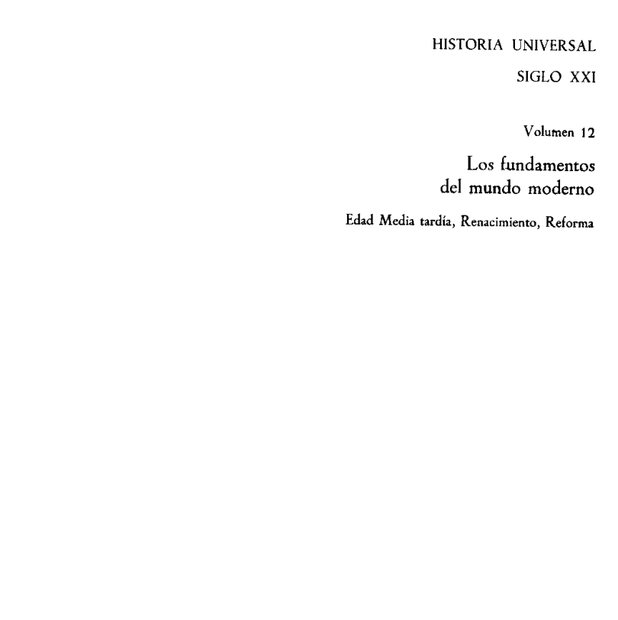 HISTORIA UNIVERSAL
SIGLO XXI
Volumen 12
Los fundamentos
del mundo moderno
Edad Media tardía, Renacimiento, Reforma